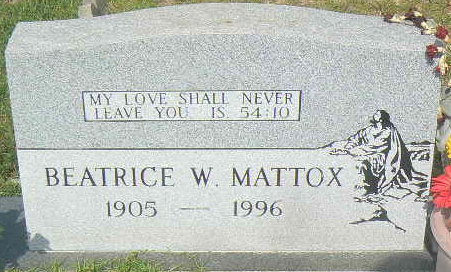 MY LOVE SHALL NEVER
LEAVE YOU IS 54:10
BEATRICE W. MATTOX
1905 — 1996